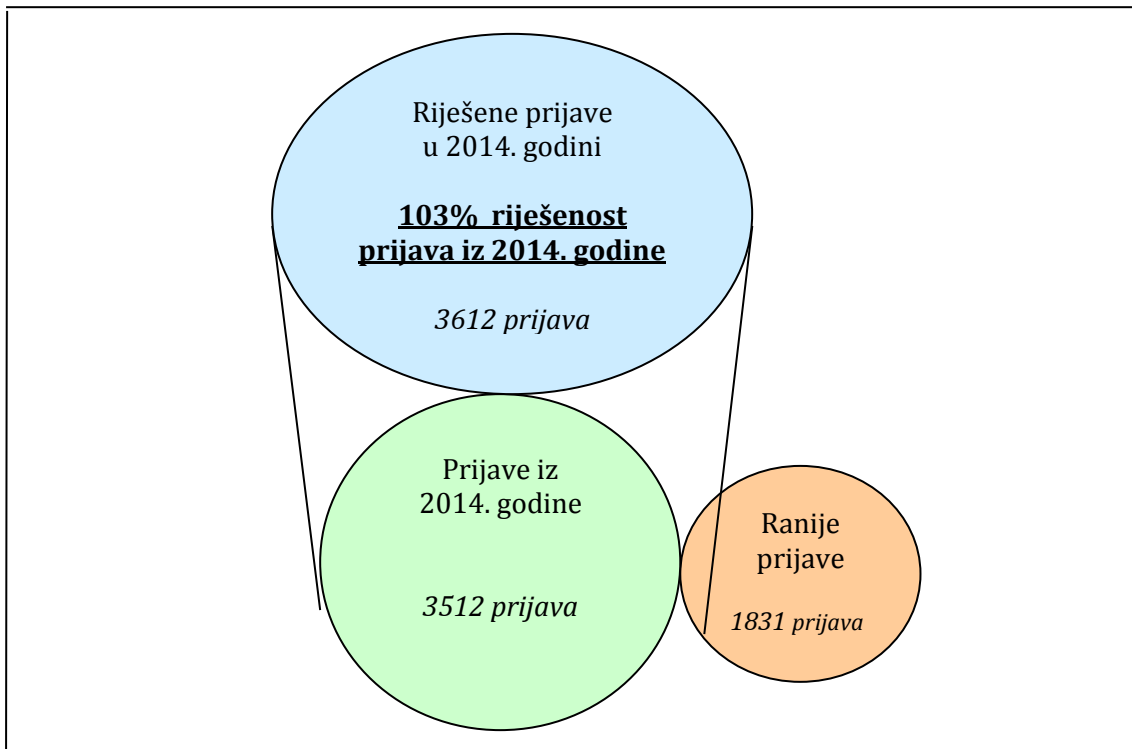 Riješene prijave
u 2014. godini
103% riješenost
prijava iz 2014. godine
3612 prijava
Prijave iz
2014. godine
3512 prijava
Ranije
prijave
1831 prijava